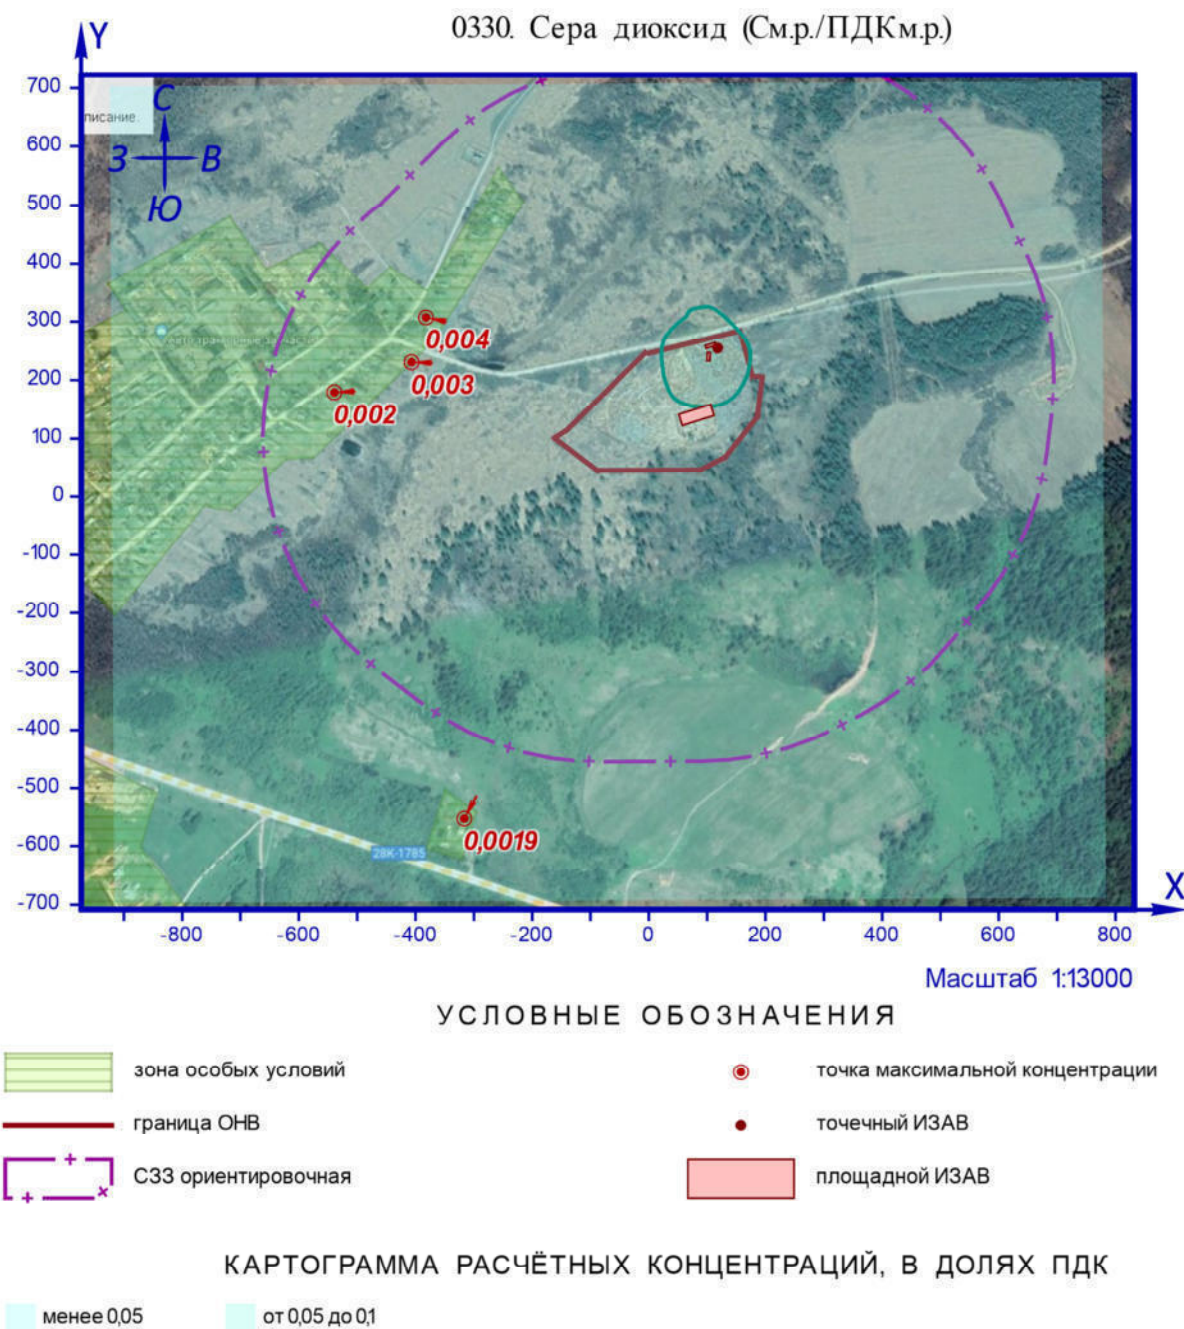 0330. Сера диоксид (См.р./ПДКм.р.)
Y
700
600
500
400
300
200
100
0
-100
-200
-300
-400
-500
-600
-700
писание.
С
З
В
Ю
0,004
0,003
0,002
0,0019
28К-1785
X
-800
-600
-400
-200
0
200
400
600
800
Масштаб 1:13000
УСЛОВНЫЕ ОБОЗНАЧЕНИЯ
зона особых условий
точка максимальной концентрации
граница ОНВ
точечный ИЗАВ
СЗЗ ориентировочная
площадной ИЗАВ
КАРТОГРАММА РАСЧЁТНЫХ КОНЦЕНТРАЦИЙ, В ДОЛЯХ ПДК
менее 0,05
от 0,05 до 0,1